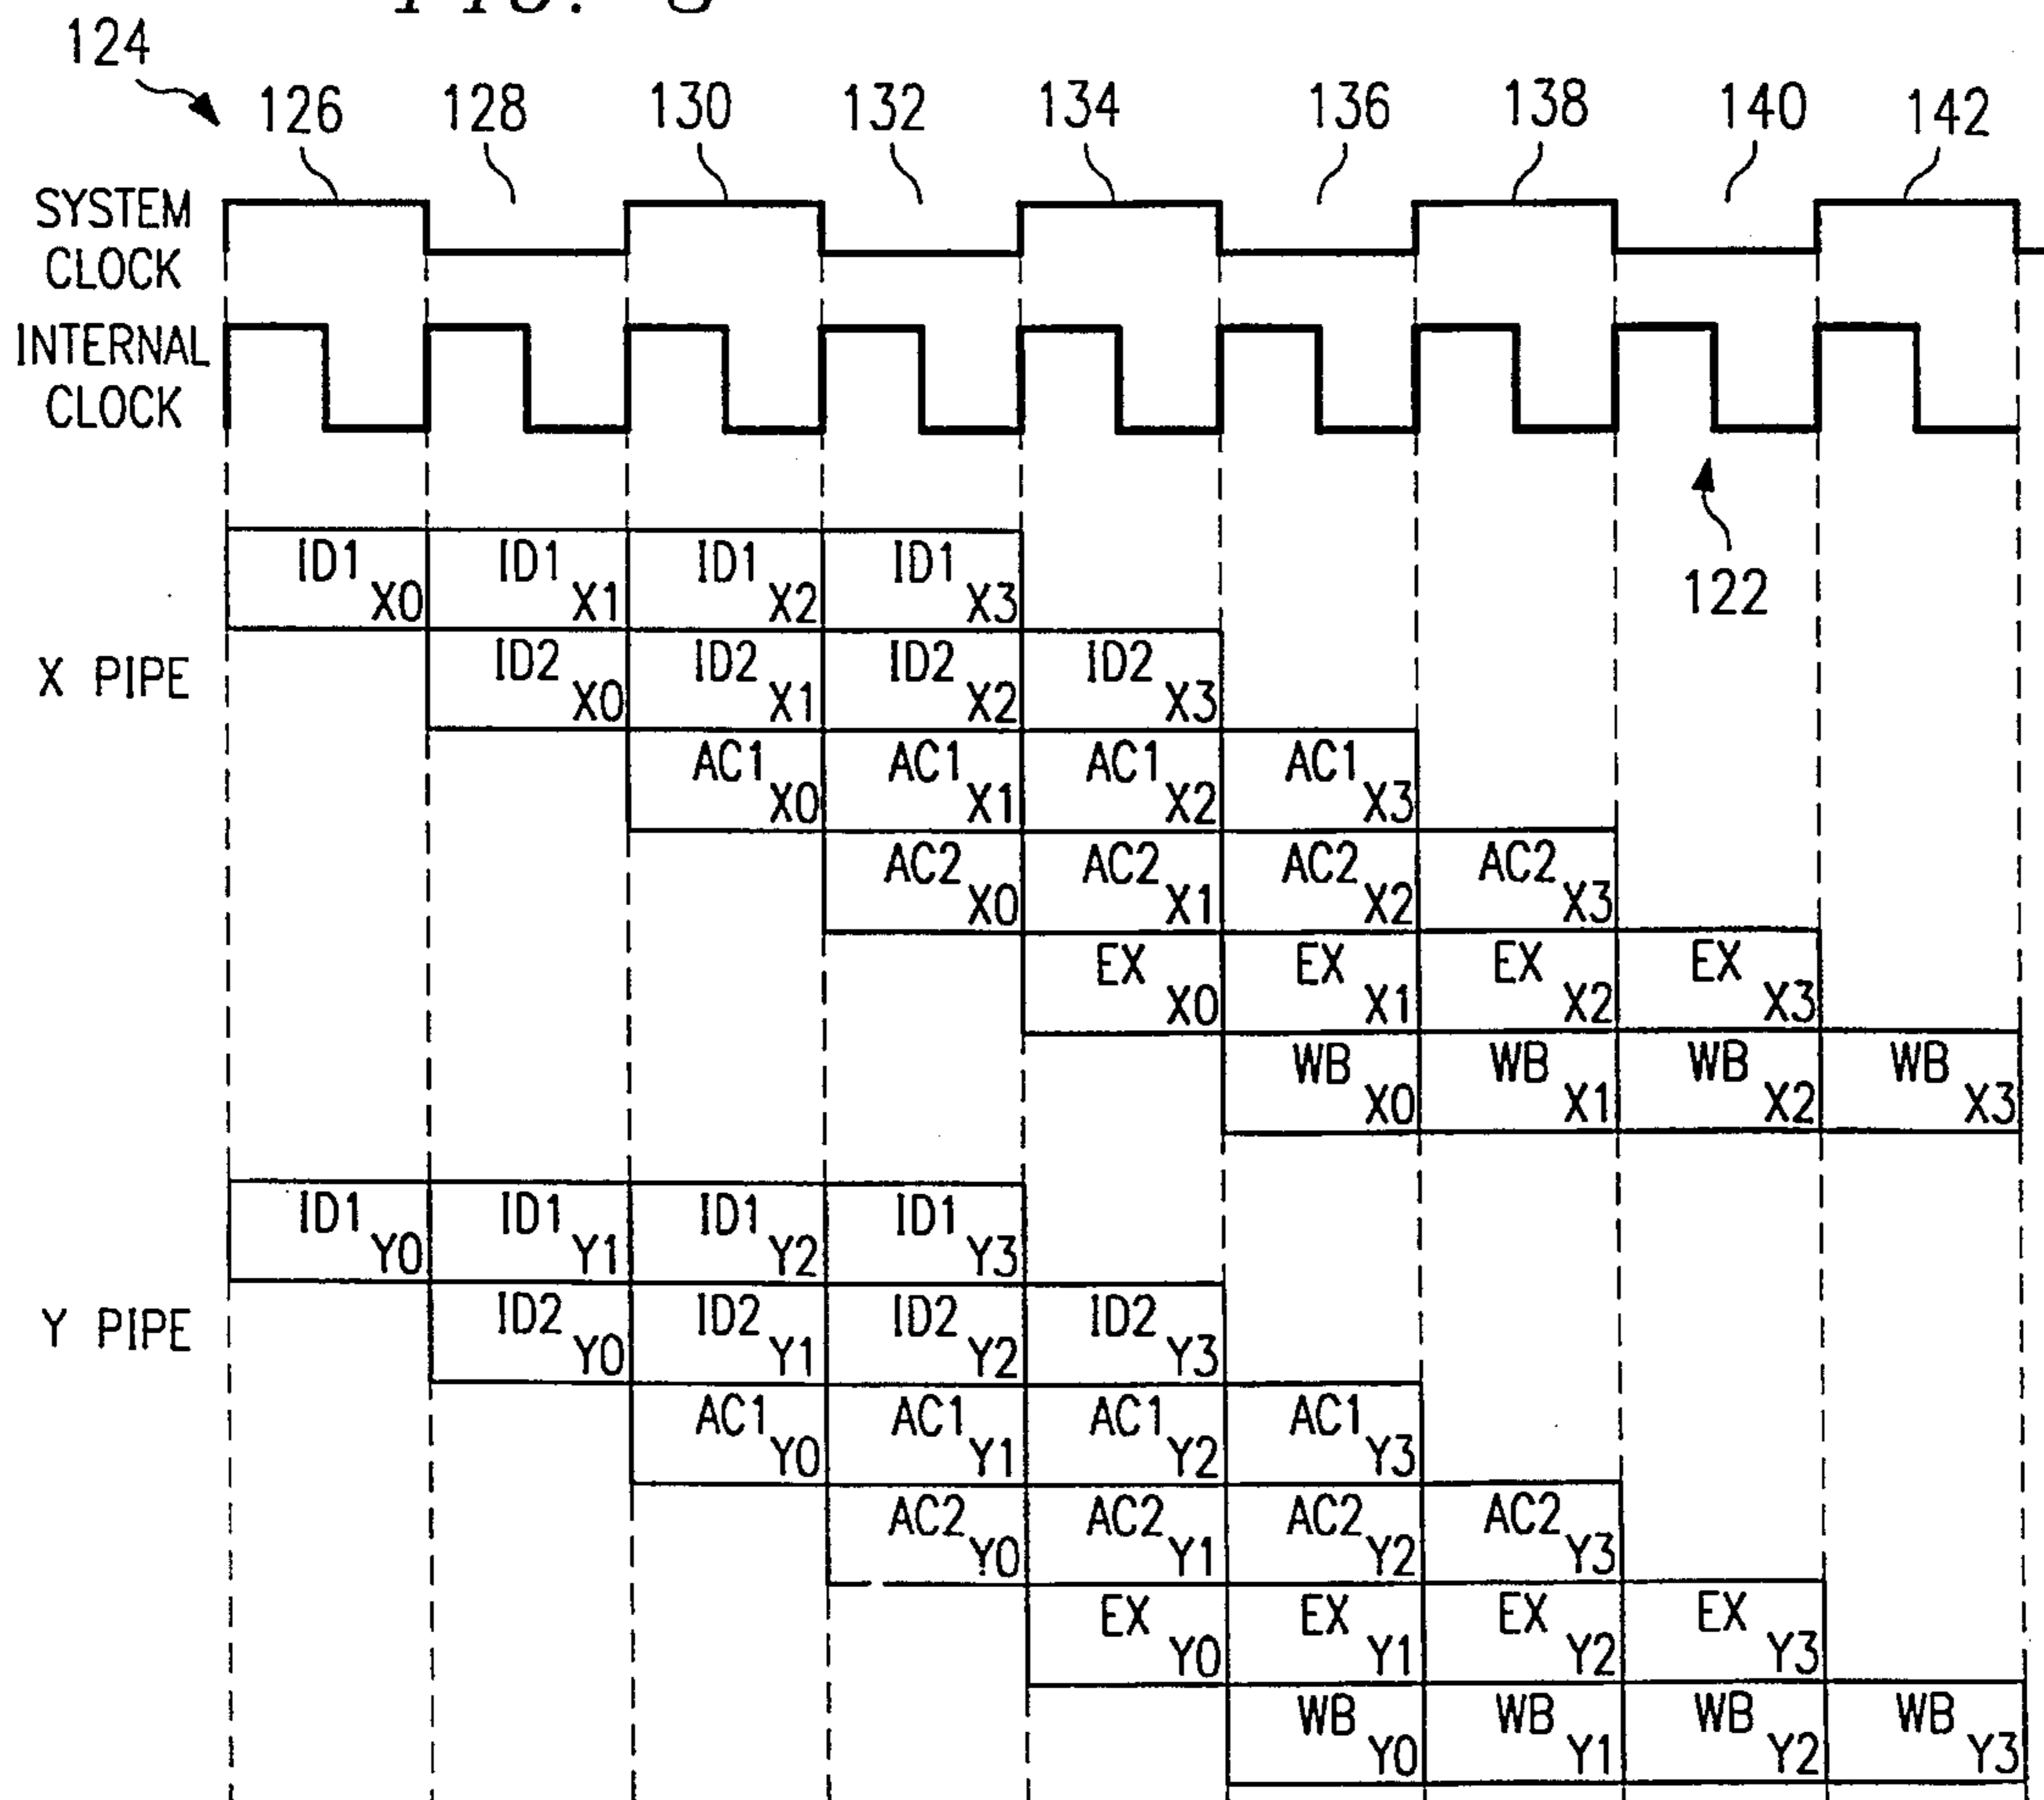 124
126 128 130 132 134 136 138 140 142
SYSTEM
CLOCK
INTERNAL
CLOCK
122
X PIPE
ID1 X0 ID1 X1 ID1 X2 ID1 X3
ID2 X0 ID2 X1 ID2 X2 ID2 X3
AC1 X0 AC1 X1 AC1 X2 AC1 X3
AC2 X0 AC2 X1 AC2 X2 AC2 X3
EX X0 EX X1 EX X2 EX X3
WB X0 WB X1 WB X2 WB X3
Y PIPE
ID1 Y0 ID1 Y1 ID1 Y2 ID1 Y3
ID2 Y0 ID2 Y1 ID2 Y2 ID2 Y3
AC1 Y0 AC1 Y1 AC1 Y2 AC1 Y3
AC2 Y0 AC2 Y1 AC2 Y2 AC2 Y3
EX Y0 EX Y1 EX Y2 EX Y3
WB Y0 WB Y1 WB Y2 WB Y3